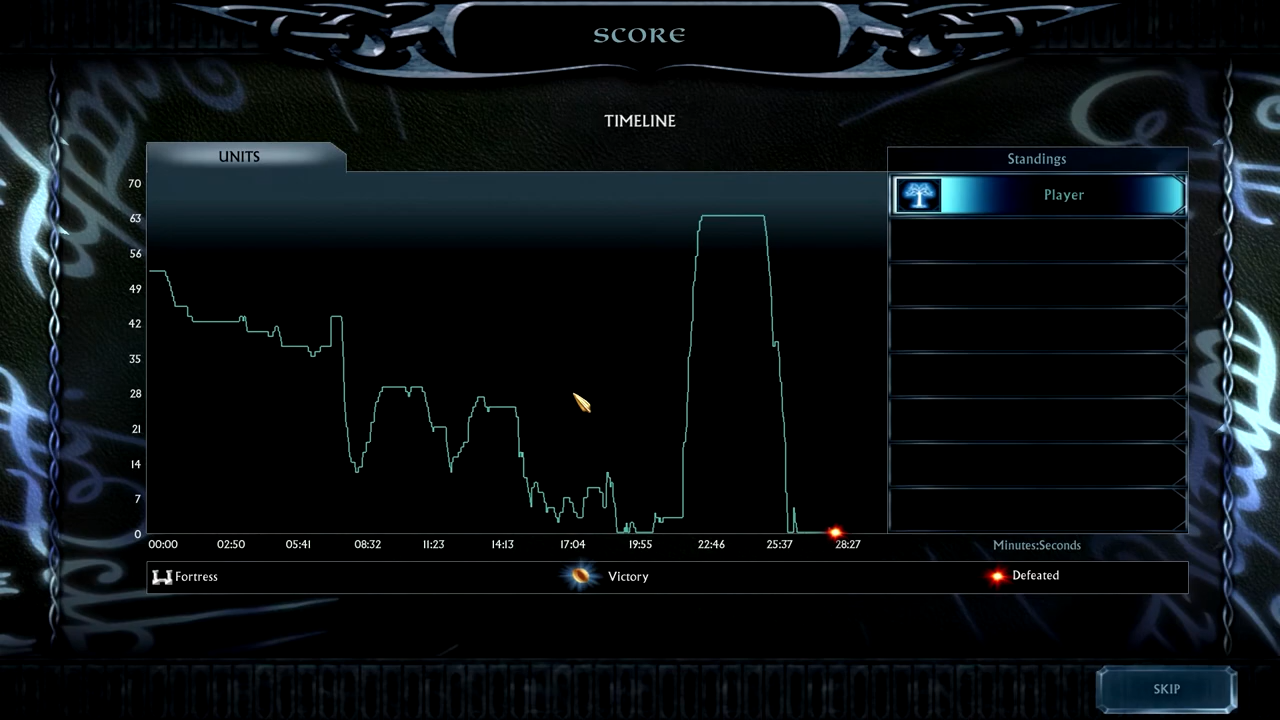 SCORE
TIMELINE
UNITS
Standings
Player
70
63
56
49
42
35
28
21
14
7
0
00:00 02:50 05:41 08:32 11:23 14:13 17:04 19:55 22:46 25:37 28:27
Minutes:Seconds
Fortress Victory Defeated
SKIP